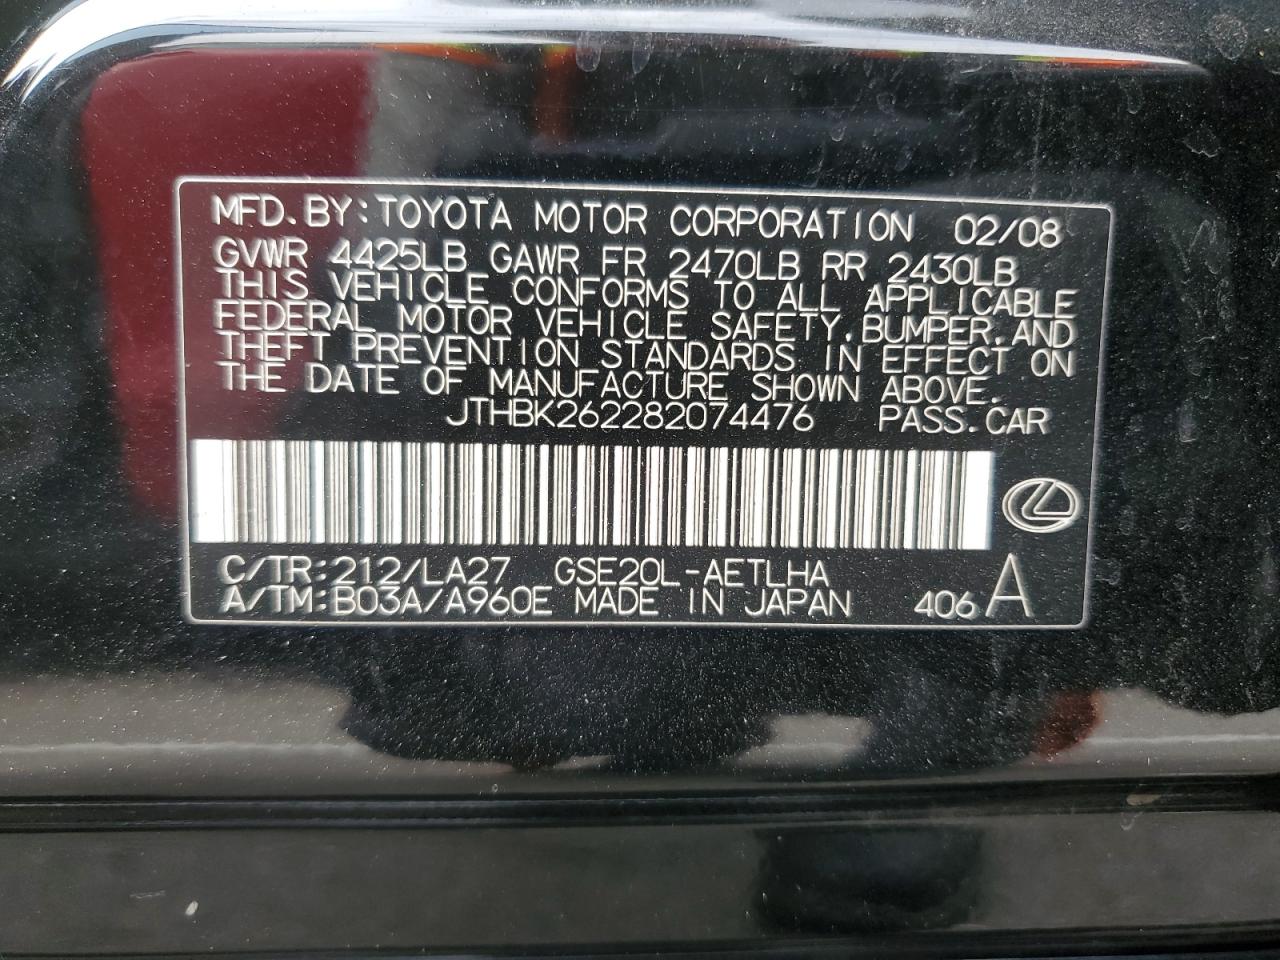 MFD.BY:TOYOTA MOTOR CORPORATION 02/08
GVWR 4425LB GAWR FR 2470LB RR 2430LB
THIS VEHICLE CONFORMS TO ALL APPLICABLE
FEDERAL MOTOR VEHICLE SAFETY,BUMPER,AND
THEFT PREVENTION STANDARDS IN EFFECT ON
THE DATE OF MANUFACTURE SHOWN ABOVE.
JTHBK262282074476 PASS.CAR
C/TR:212/LA27 GSE20L-AETLHA
A/TM:B03A/A960E MADE IN JAPAN 406 A